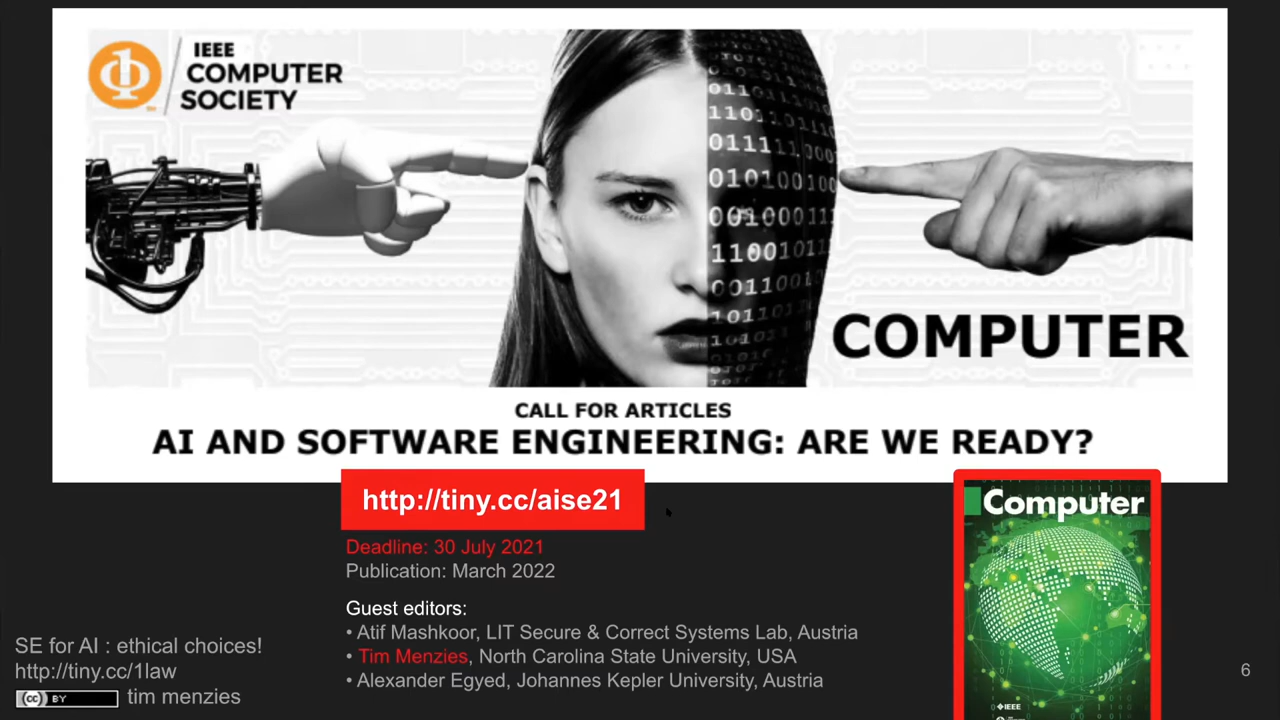 IEEE
COMPUTER
SOCIETY
COMPUTER
CALL FOR ARTICLES
AI AND SOFTWARE ENGINEERING: ARE WE READY?
http://tiny.cc/aise21
Computer
Deadline: 30 July 2021
Publication: March 2022
Guest editors:
• Atif Mashkoor, LIT Secure & Correct Systems Lab, Austria
• Tim Menzies, North Carolina State University, USA
• Alexander Egyed, Johannes Kepler University, Austria
SE for AI : ethical choices!
http://tiny.cc/1law
cc BY tim menzies
IEEE
6